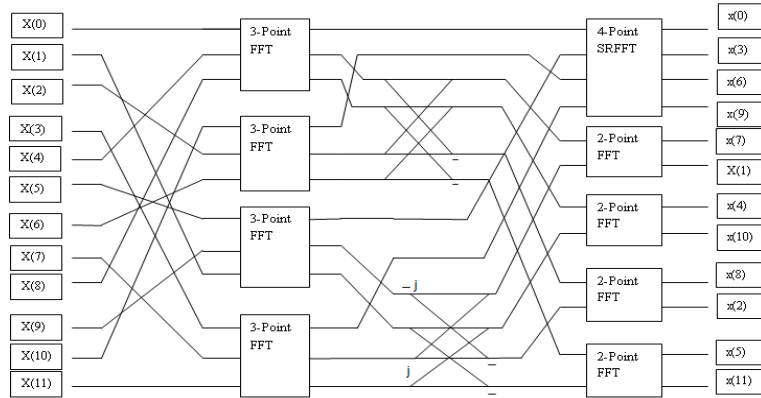 X(0)
X(1)
X(2)
X(3)
X(4)
X(5)
X(6)
X(7)
X(8)
X(9)
X(10)
X(11)
3-Point
FFT
3-Point
FFT
3-Point
FFT
3-Point
FFT
–
–
– j
j
–
–
4-Point
SRFFT
2-Point
FFT
2-Point
FFT
2-Point
FFT
2-Point
FFT
x(0)
x(3)
x(6)
x(9)
x(7)
X(1)
x(4)
x(10)
x(8)
x(2)
x(5)
x(11)